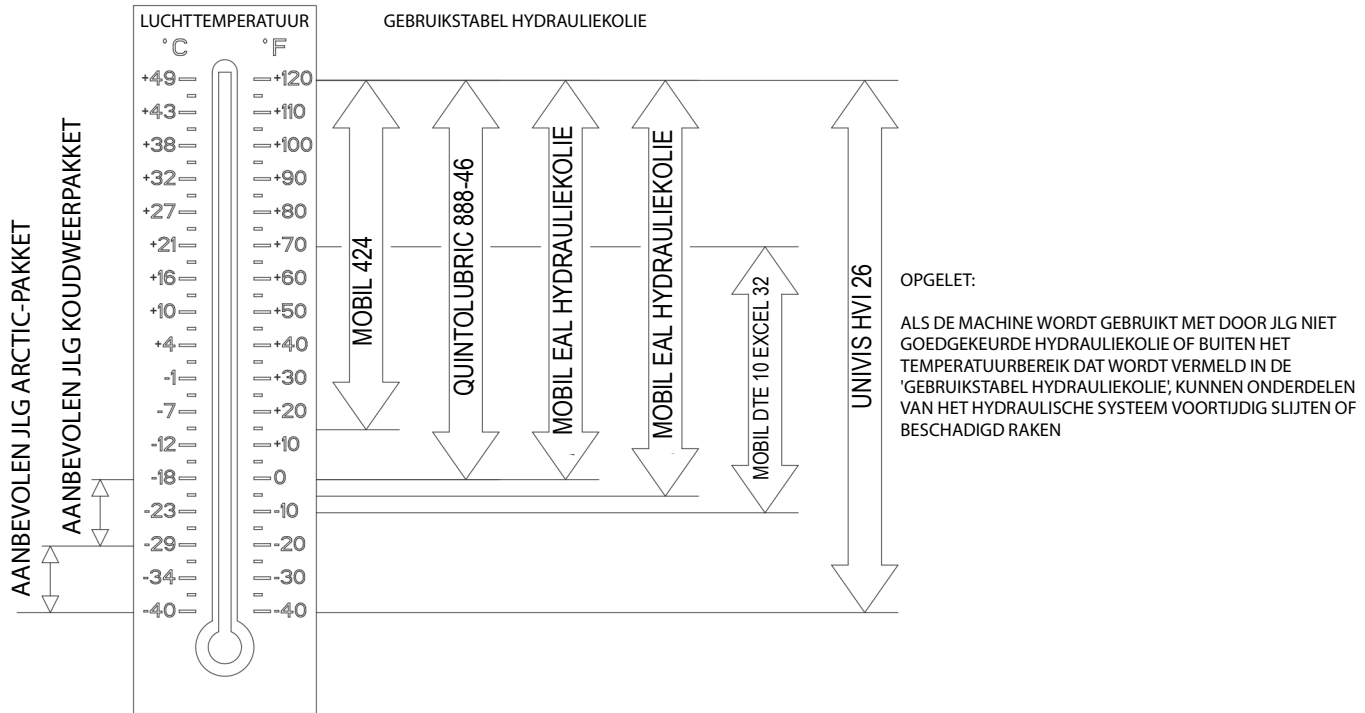 LUCHTTEMPERATUUR
GEBRUIKSTABEL HYDRAULIEKOLIE
°C °F
+49 +120
+43 +110
+38 +100
+32 +90
+27 +80
+21 +70
+16 +60
+10 +50
+4 +40
-1 +30
-7 +20
-12 +10
-18 0
-23 -10
-29 -20
-34 -30
-40 -40
AANBEVOLEN JLG ARCTIC-PAKKET
AANBEVOLEN JLG KOUDWEERPAKKET
MOBIL 424
QUINTOLUBRIC 888-46
MOBIL EAL HYDRAULIEKOLIE
MOBIL EAL HYDRAULIEKOLIE
MOBIL DTE 10 EXCEL 32
UNIVIS HVI 26
OPGELET:
ALS DE MACHINE WORDT GEBRUIKT MET DOOR JLG NIET
GOEDGEKEURDE HYDRAULIEKOLIE OF BUITEN HET
TEMPERATUURBEREIK DAT WORDT VERMELD IN DE
'GEBRUIKSTABEL HYDRAULIEKOLIE', KUNNEN ONDERDELEN
VAN HET HYDRAULISCHE SYSTEEM VOORTIJDIG SLIJTEN OF
BESCHADIGD RAKEN